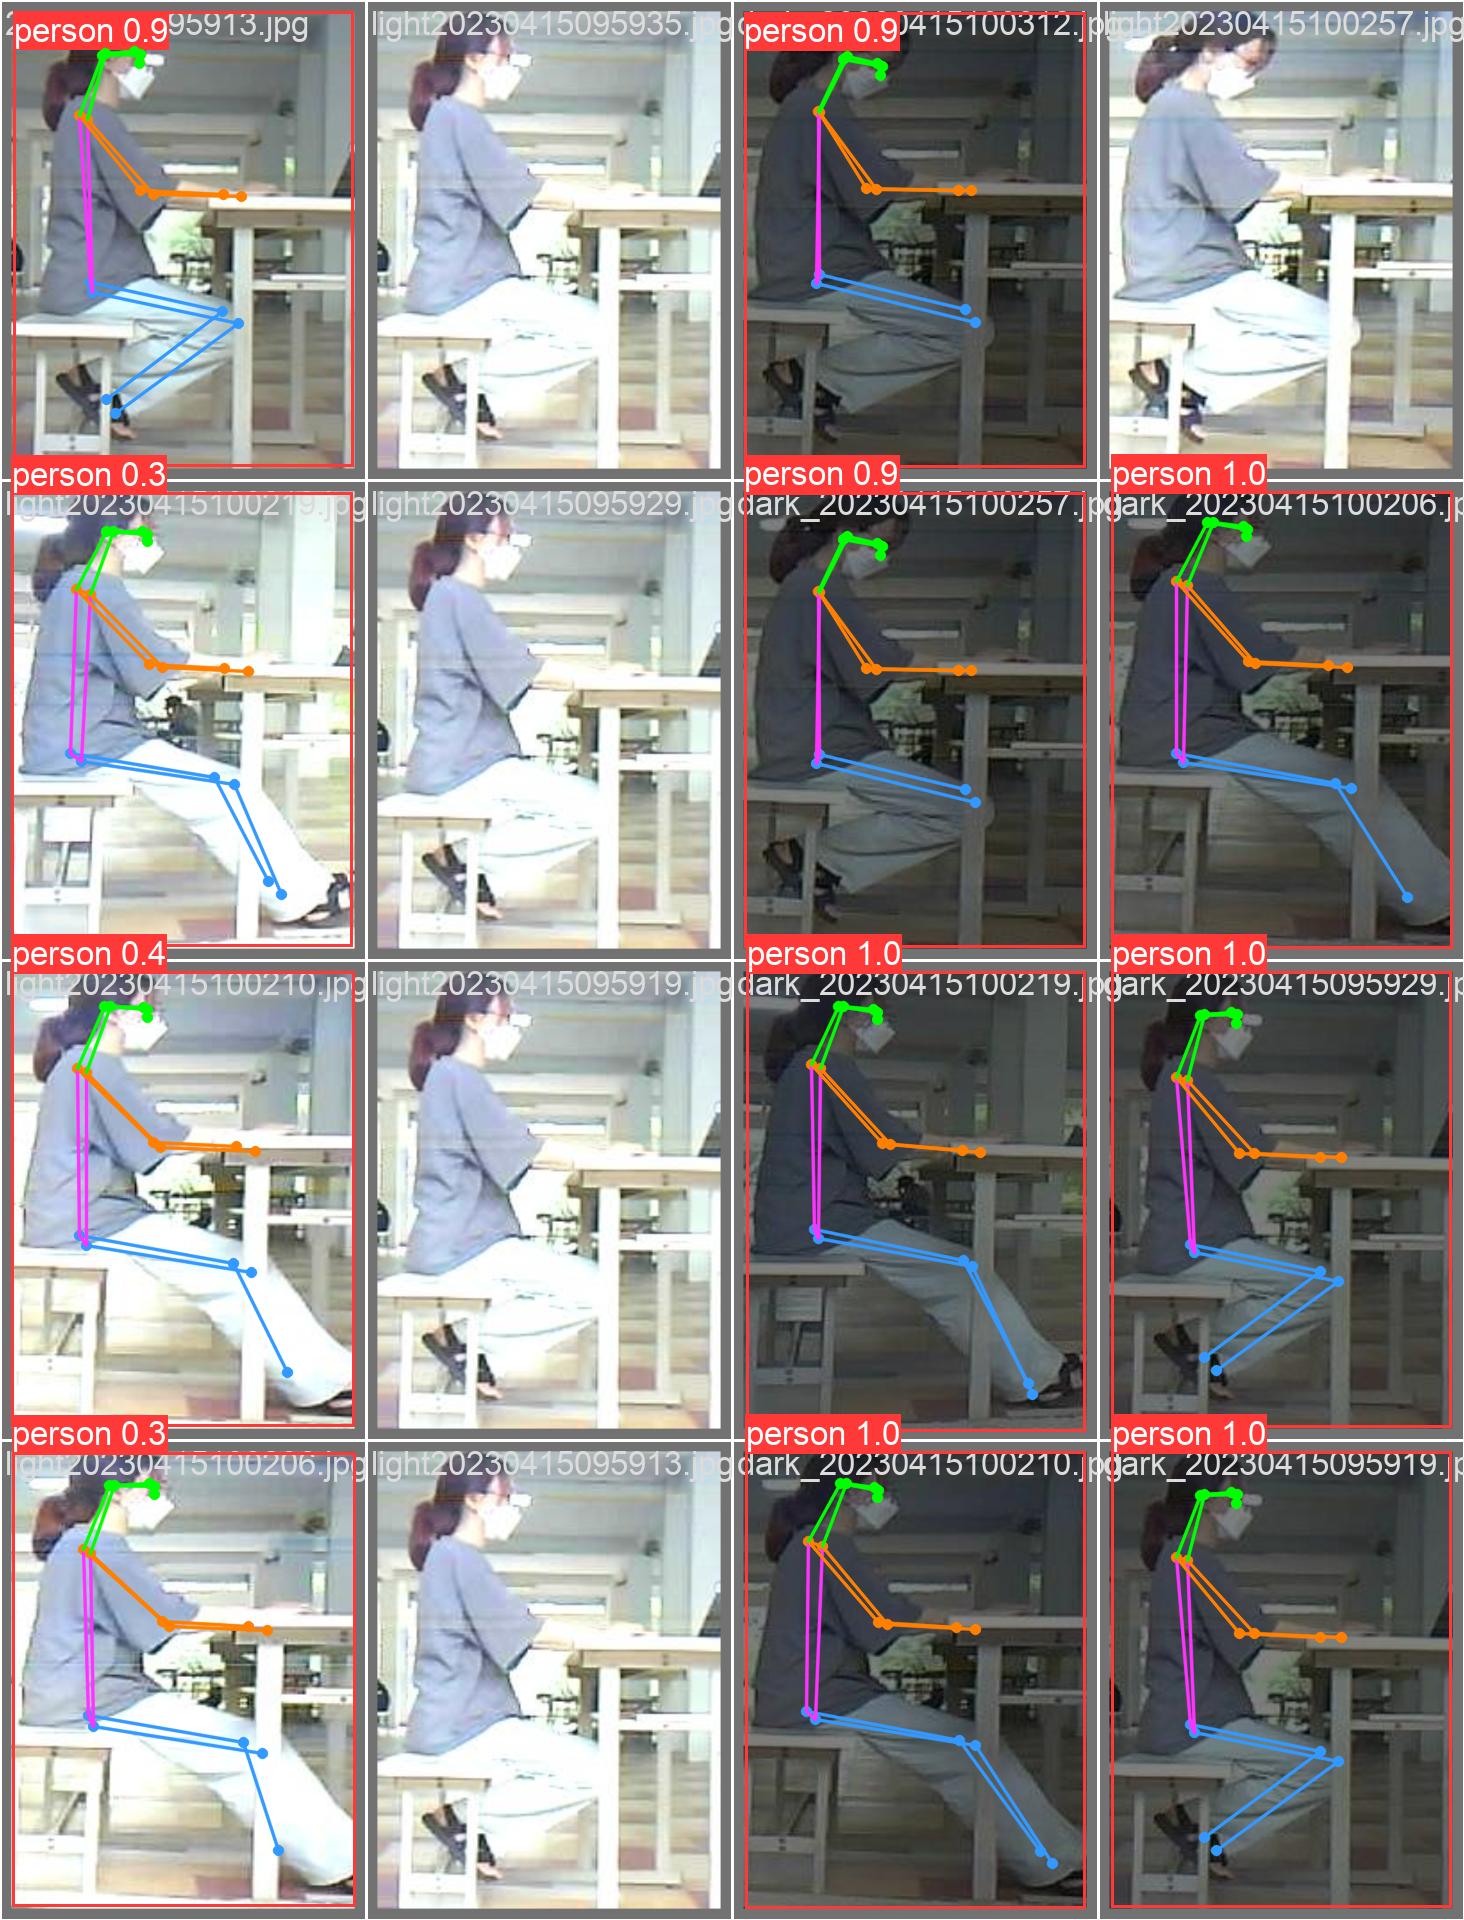 person 0.9
95913.jpg
light20230415095935.jpg
person 0.9
0415100312.jpg
light20230415100257.jpg
person 0.3
light20230415100219.jpg
light20230415095929.jpg
person 0.9
dark_20230415100257.jpg
person 1.0
dark_20230415100206.jpg
person 0.4
light20230415100210.jpg
light20230415095919.jpg
person 1.0
dark_20230415100219.jpg
person 1.0
dark_20230415095929.jpg
person 0.3
light20230415100206.jpg
light20230415095913.jpg
person 1.0
dark_20230415100210.jpg
person 1.0
dark_20230415095919.jpg